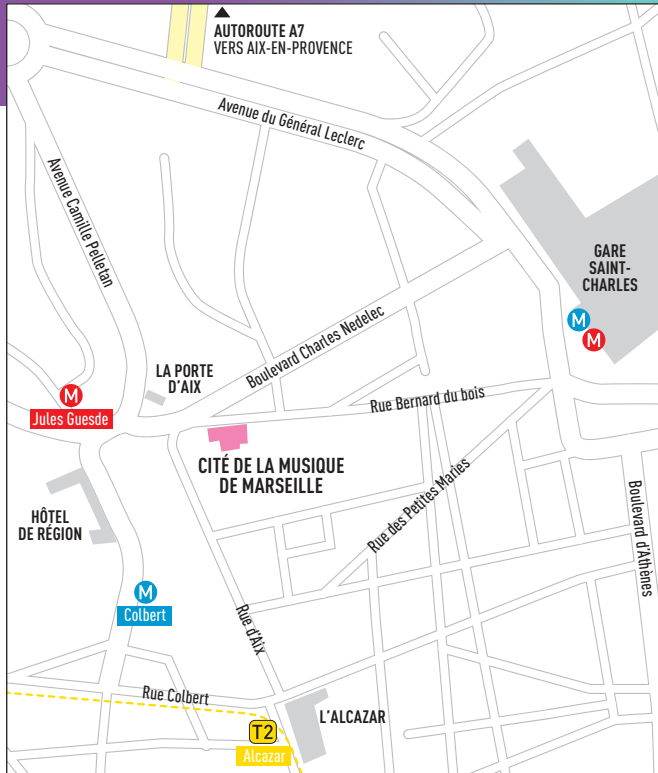 AUTOROUTE A7
VERS AIX-EN-PROVENCE
Avenue du Général Leclerc
Avenue Camille Pelletan
GARE
SAINT-
CHARLES
M
M
Boulevard Charles Nedelec
LA PORTE
D'AIX
M
Jules Guesde
Rue Bernard du bois
CITÉ DE LA MUSIQUE
DE MARSEILLE
Rue des Petites Maries
Boulevard d'Athènes
HÔTEL
DE RÉGION
M
Colbert
Rue d'Aix
Rue Colbert
L'ALCAZAR
T2
Alcazar